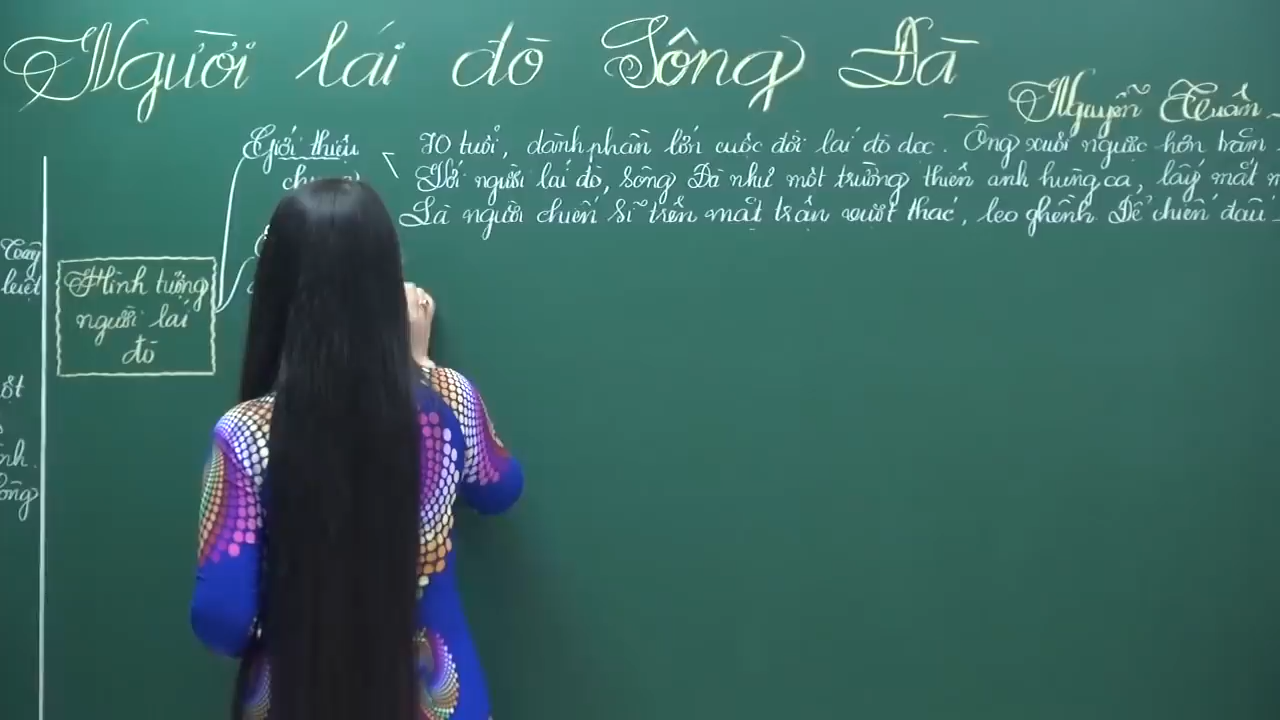 Người lái đò Sông Đà
Nguyễn Tuân
Giới thiệu
70 tuổi, dành phần lớn cuộc đời lái đò dọc. Ông xuôi ngược hơn trăm
Với người lái đò, Sông Đà như một trường thiên anh hùng ca, lấy mắt
Là người chiến sĩ trên mặt trận vượt thác, leo ghềnh. Để chiến đấu
Hình tượng
người lái
đò